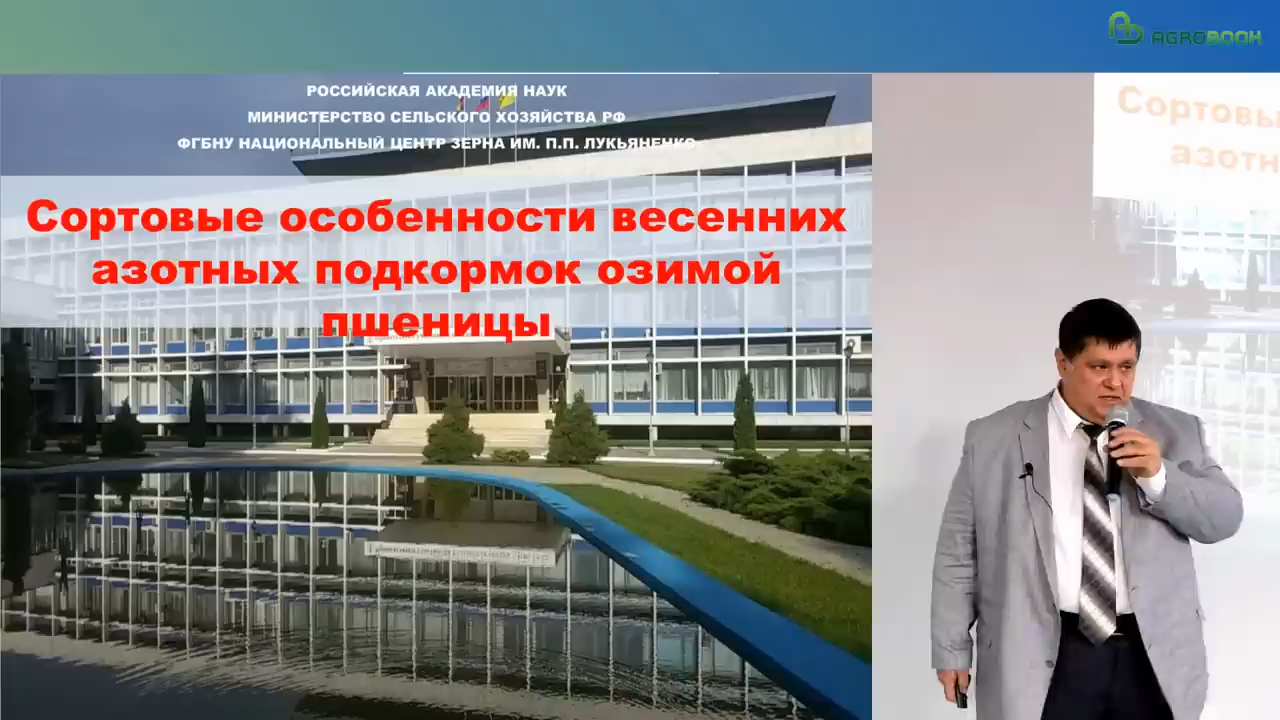 AGROBOOK
РОССИЙСКАЯ АКАДЕМИЯ НАУК
МИНИСТЕРСТВО СЕЛЬСКОГО ХОЗЯЙСТВА РФ
ФГБНУ НАЦИОНАЛЬНЫЙ ЦЕНТР ЗЕРНА ИМ. П.П. ЛУКЬЯНЕНКО
Сортовые особенности весенних
азотных подкормок озимой
пшеницы
Сортовы
азотн